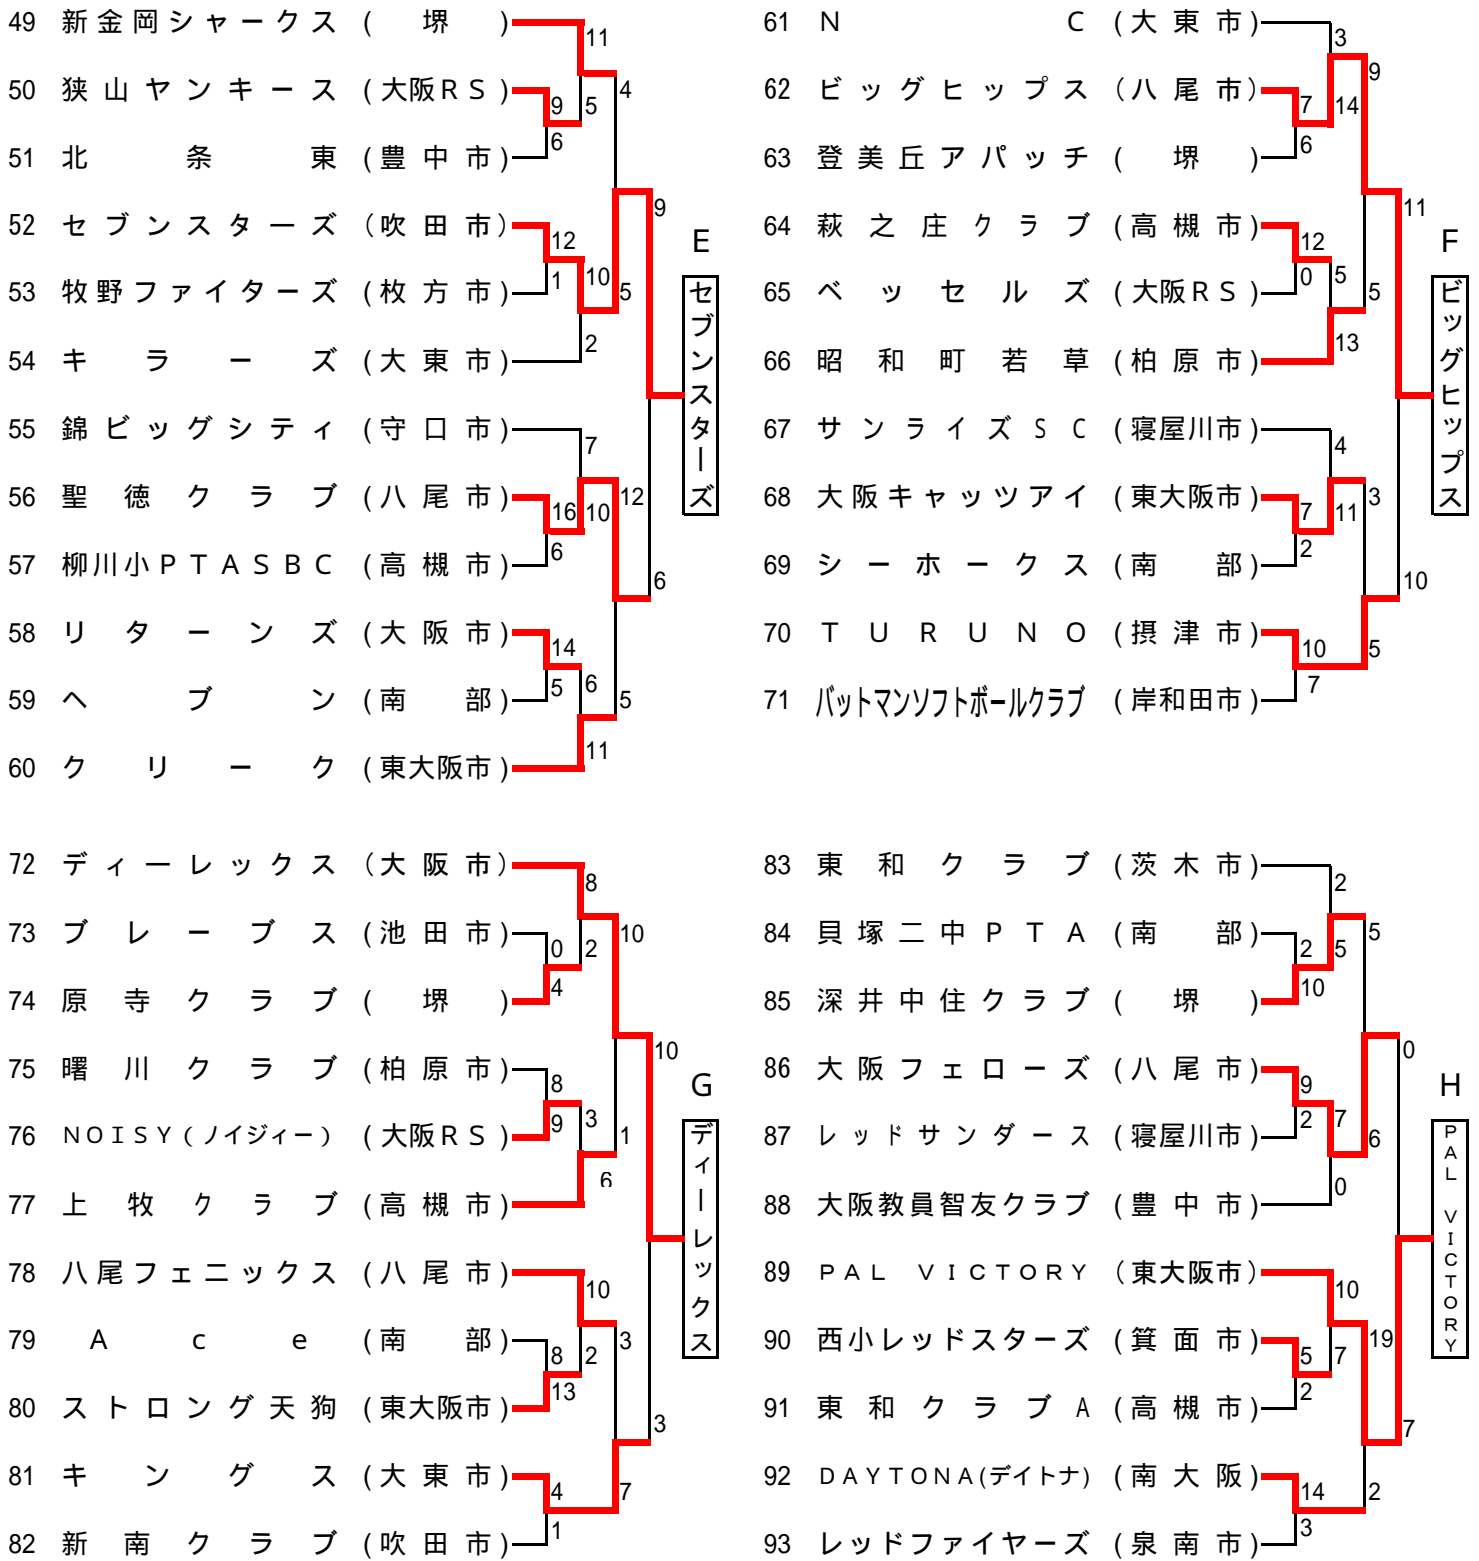 49 新金岡シャークス (堺)
11
50 狭山ヤンキース (大阪RS)
9 5 4
51 北条東 (豊中市)
6
52 セブンスターズ (吹田市)
12 9
53 牧野ファイターズ (枚方市)
1 10 5
54 キラーズ (大東市)
2
E
セブンスターズ
55 錦ビッグシティ (守口市)
7
56 聖徳クラブ (八尾市)
16 10 12
57 柳川小PTASBC (高槻市)
6 6
58 リターンズ (大阪市)
14
59 ヘブン (南部)
5 6 5
60 クリーク (東大阪市)
11
61 NC (大東市)
3
62 ビッグヒップス (八尾市)
7 14 9
63 登美丘アパッチ (堺)
6
64 萩之庄クラブ (高槻市)
12 11
65 ベッセルズ (大阪RS)
0 5 5
66 昭和町若草 (柏原市)
13
F
ビッグヒップス
67 サンライズSC (寝屋川市)
4
68 大阪キャッツアイ (東大阪市)
7 11 3
69 シーホークス (南部)
2 10
70 TURUNO (摂津市)
10 5
71 バットマンソフトボールクラブ (岸和田市)
7
72 ディーレックス (大阪市)
8
73 ブレーブス (池田市)
0 2 10
74 原寺クラブ (堺)
4
75 曙川クラブ (柏原市)
8 10
76 NOISY(ノイジィー) (大阪RS)
9 3 1
77 上牧クラブ (高槻市)
6
G
ディーレックス
78 八尾フェニックス (八尾市)
10
79 Ace (南部)
8 2 3
80 ストロング天狗 (東大阪市)
13 3
81 キングス (大東市)
4 7
82 新南クラブ (吹田市)
1
83 東和クラブ (茨木市)
2
84 貝塚二中PTA (南部)
2 5 5
85 深井中住クラブ (堺)
10
86 大阪フェローズ (八尾市)
9 0
87 レッドサンダース (寝屋川市)
2 7 6
88 大阪教員智友クラブ (豊中市)
0
H
PAL VICTORY
89 PAL VICTORY (東大阪市)
10
90 西小レッドスターズ (箕面市)
5 7 19
91 東和クラブA (高槻市)
2 7
92 DAYTONA(デイトナ) (南大阪)
14 2
93 レッドファイヤーズ (泉南市)
3